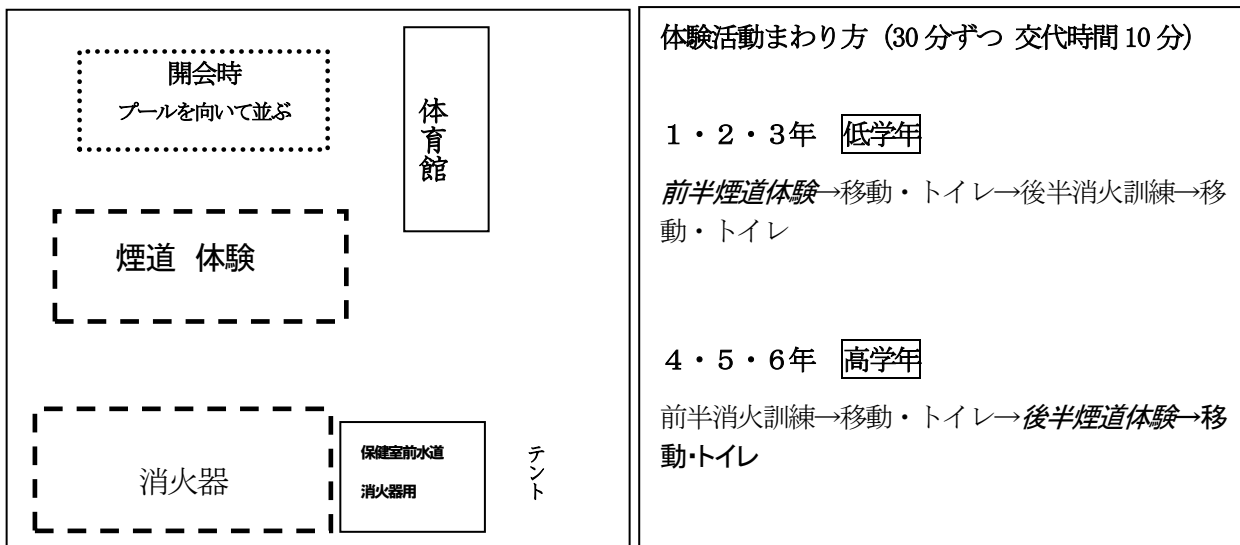 開会時
プールを向いて並ぶ
体育館
煙道 体験
消火器
保健室前水道
消火器用
テント
体験活動まわり方（30分ずつ 交代時間10分）
１・２・３年 低学年
前半煙道体験→移動・トイレ→後半消火訓練→移
動・トイレ
４・５・６年 高学年
前半消火訓練→移動・トイレ→後半煙道体験→移
動・トイレ